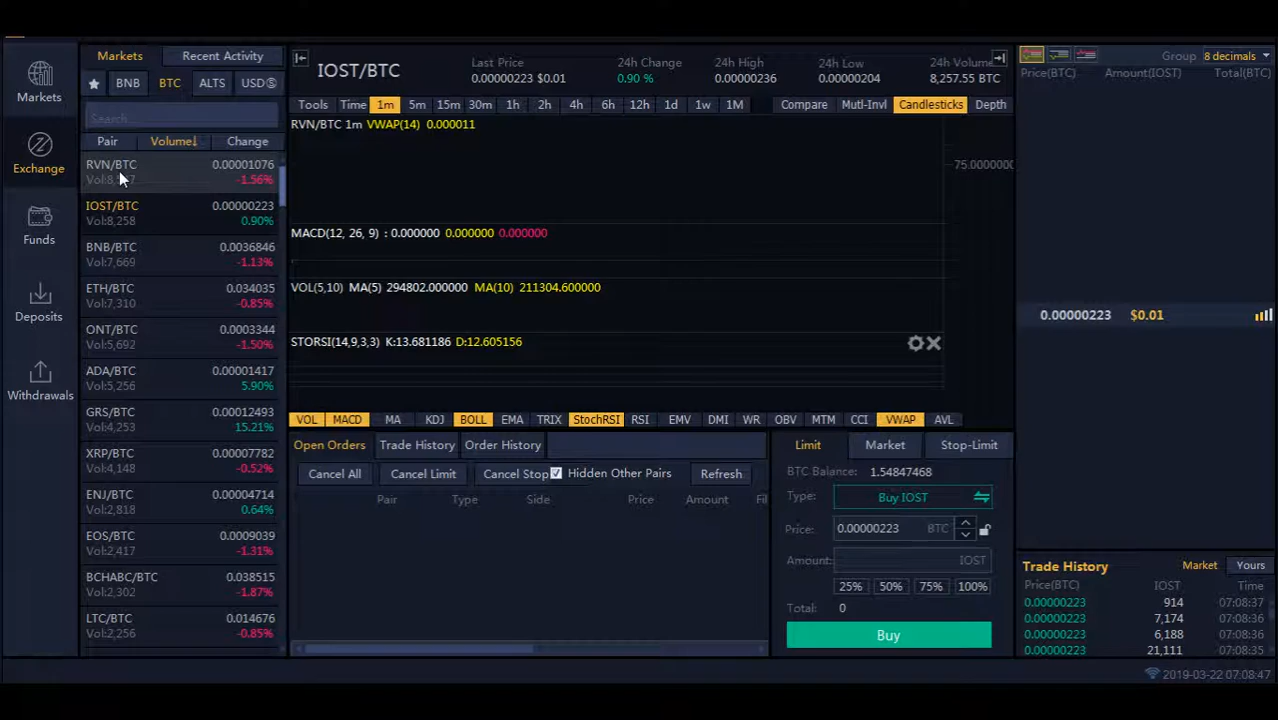 Markets
Exchange
Funds
Deposits
Withdrawals
Markets Recent Activity
BNB BTC ALTS USDⓈ
Search...
Pair Volume↓ Change
RVN/BTC 0.00001076
-1.56%
IOST/BTC 0.00000223
Vol:8,258 0.90%
BNB/BTC 0.0036846
Vol:7,669 -1.13%
ETH/BTC 0.034035
Vol:7,310 -0.85%
ONT/BTC 0.0003344
Vol:5,692 -1.50%
ADA/BTC 0.00001417
Vol:5,256 5.90%
GRS/BTC 0.00012493
Vol:4,253 15.21%
XRP/BTC 0.00007782
Vol:4,148 -0.52%
ENJ/BTC 0.00004714
Vol:2,818 0.64%
EOS/BTC 0.0009039
Vol:2,417 -1.31%
BCHABC/BTC 0.038515
Vol:2,396 -1.87%
LTC/BTC 0.014676
Vol:2,256 -0.85%
IOST/BTC
Last Price 24h Change 24h High 24h Low 24h Volume
0.00000223 $0.01 0.90 % 0.00000236 0.00000204 8,257.55 BTC
Tools Time 1m 5m 15m 30m 1h 2h 4h 6h 12h 1d 1w 1M Compare Mutl-Invl Candlesticks Depth
RVN/BTC 1m VWAP(14) 0.000011
75.0000000
MACD(12, 26, 9) : 0.000000 0.000000 0.000000
VOL(5,10) MA(5) 294802.000000 MA(10) 211304.600000
STORSI(14,9,3,3) K:13.681186 D:12.605156
VOL MACD MA KDJ BOLL EMA TRIX StochRSI RSI EMV DMI WR OBV MTM CCI VWAP AVL
Open Orders Trade History Order History
Cancel All Cancel Limit Cancel Stop Hidden Other Pairs Refresh
Pair Type Side Price Amount Fil
Limit Market Stop-Limit
BTC Balance: 1.54847468
Type: Buy IOST
Price: 0.00000223 BTC
Amount: IOST
25% 50% 75% 100%
Total: 0
Buy
Group 8 decimals
Price(BTC) Amount(IOST) Total(BTC)
0.00000223 $0.01
Trade History Market Yours
Price(BTC) IOST Time
0.00000223 914 07:08:37
0.00000223 7,174 07:08:36
0.00000223 6,188 07:08:36
0.00000223 21,111 07:08:35
2019-03-22 07:08:47